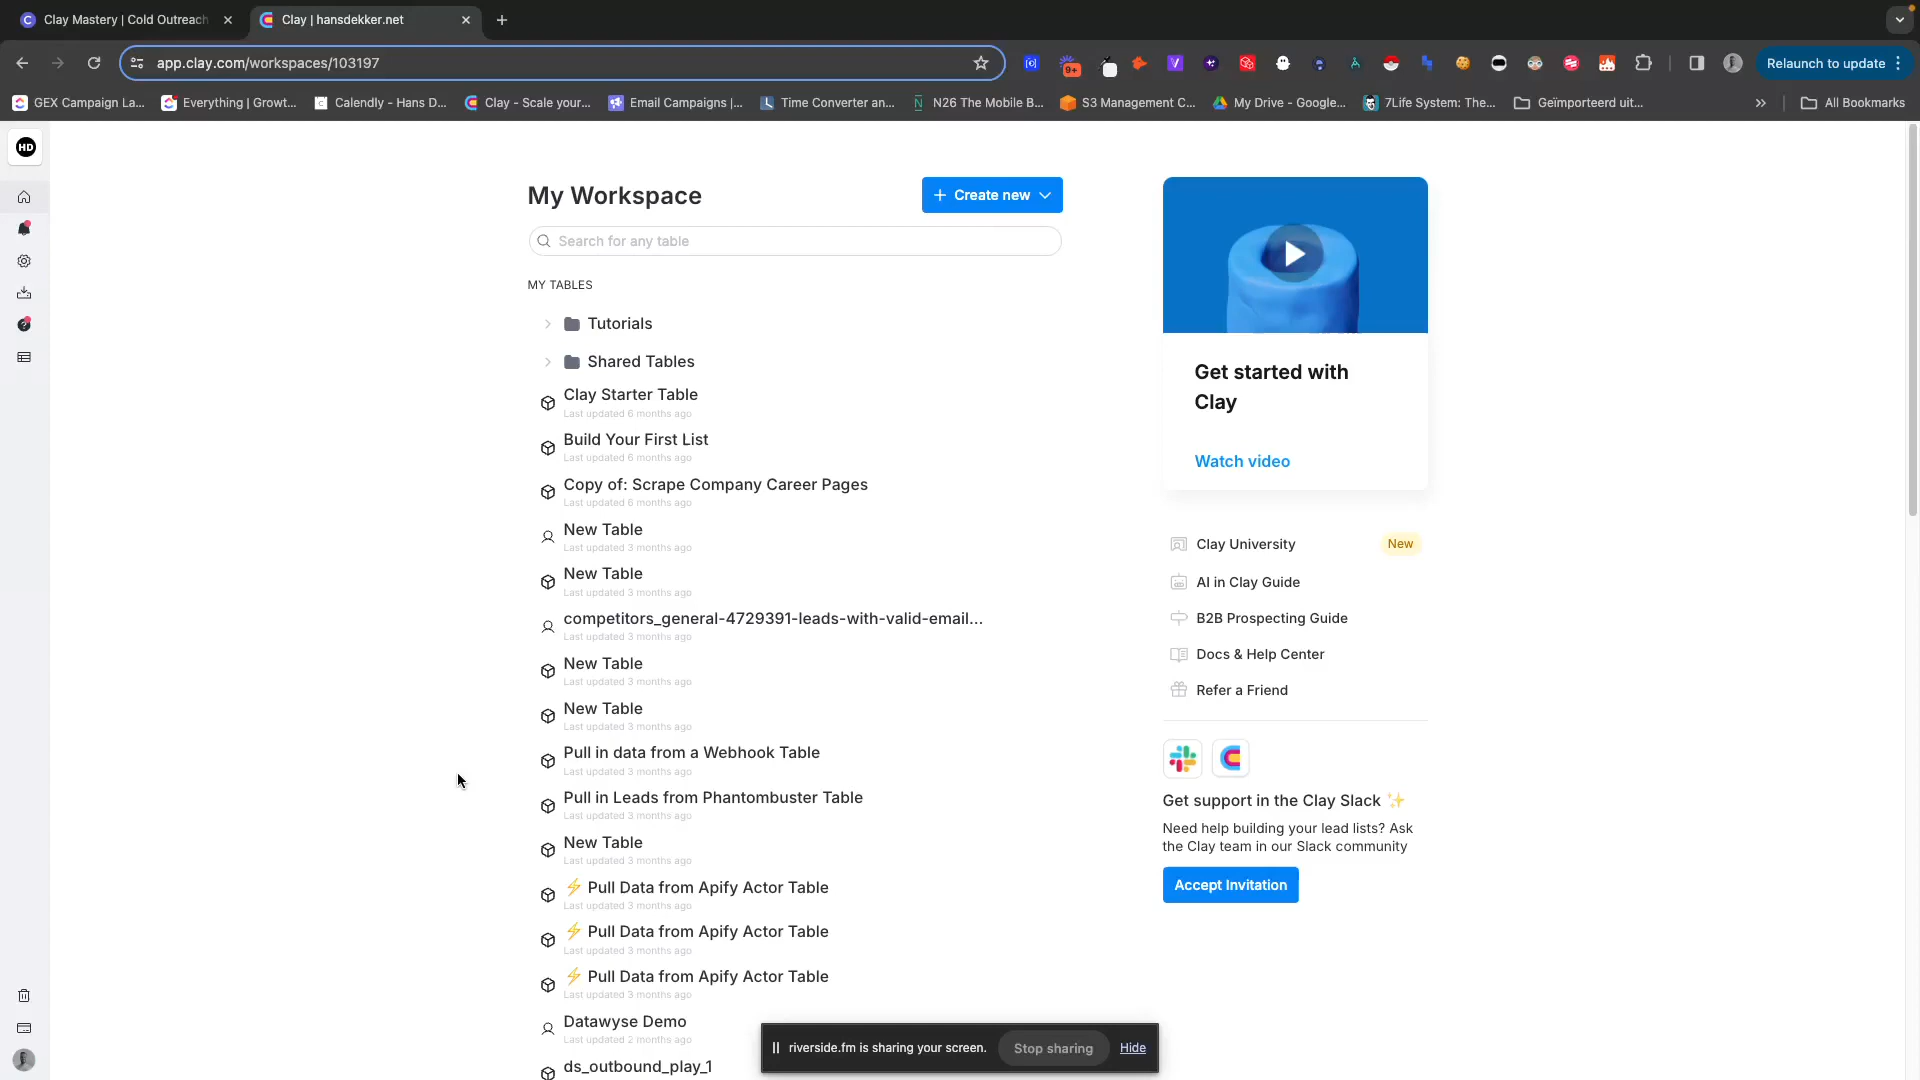 Clay Mastery | Cold Outreach
Clay | hansdekker.net
app.clay.com/workspaces/103197
9+
Relaunch to update
GEX Campaign La...
Everything | Growt...
Calendly - Hans D...
Clay - Scale your...
Email Campaigns |...
Time Converter an...
N26 The Mobile B...
S3 Management C...
My Drive - Google...
7Life System: The...
Geïmporteerd uit...
All Bookmarks
HD
My Workspace
Create new
Search for any table
MY TABLES
Tutorials
Shared Tables
Clay Starter Table
Last updated 6 months ago
Build Your First List
Last updated 6 months ago
Copy of: Scrape Company Career Pages
Last updated 6 months ago
New Table
Last updated 3 months ago
New Table
Last updated 3 months ago
competitors_general-4729391-leads-with-valid-email...
Last updated 3 months ago
New Table
Last updated 3 months ago
New Table
Last updated 3 months ago
Pull in data from a Webhook Table
Last updated 3 months ago
Pull in Leads from Phantombuster Table
Last updated 3 months ago
New Table
Last updated 3 months ago
⚡ Pull Data from Apify Actor Table
Last updated 3 months ago
⚡ Pull Data from Apify Actor Table
Last updated 3 months ago
⚡ Pull Data from Apify Actor Table
Last updated 3 months ago
Datawyse Demo
Last updated 2 months ago
ds_outbound_play_1
Get started with
Clay
Watch video
Clay University
New
AI in Clay Guide
B2B Prospecting Guide
Docs & Help Center
Refer a Friend
Get support in the Clay Slack ✨
Need help building your lead lists? Ask
the Clay team in our Slack community
Accept Invitation
riverside.fm is sharing your screen.
Stop sharing
Hide